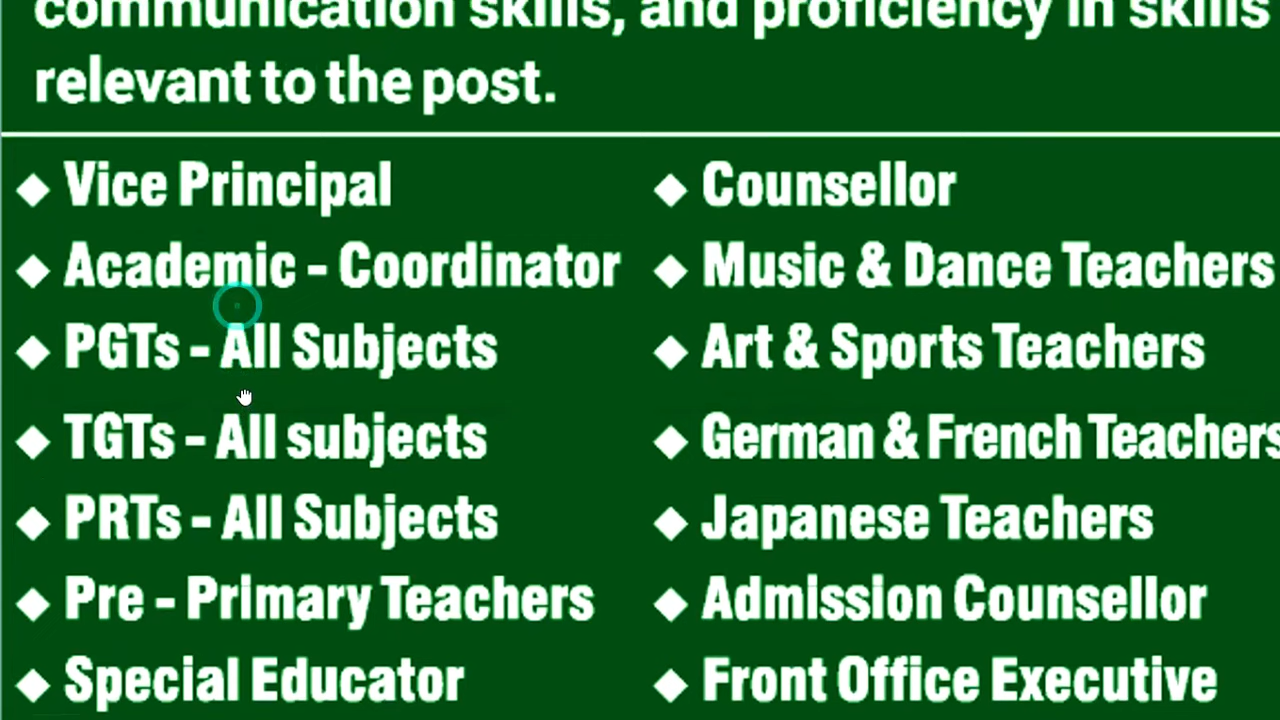 communication skills, and proficiency in skills
relevant to the post.
◆ Vice Principal
◆ Academic - Coordinator
◆ PGTs - All Subjects
◆ TGTs - All subjects
◆ PRTs - All Subjects
◆ Pre - Primary Teachers
◆ Special Educator
◆ Counsellor
◆ Music & Dance Teachers
◆ Art & Sports Teachers
◆ German & French Teachers
◆ Japanese Teachers
◆ Admission Counsellor
◆ Front Office Executive